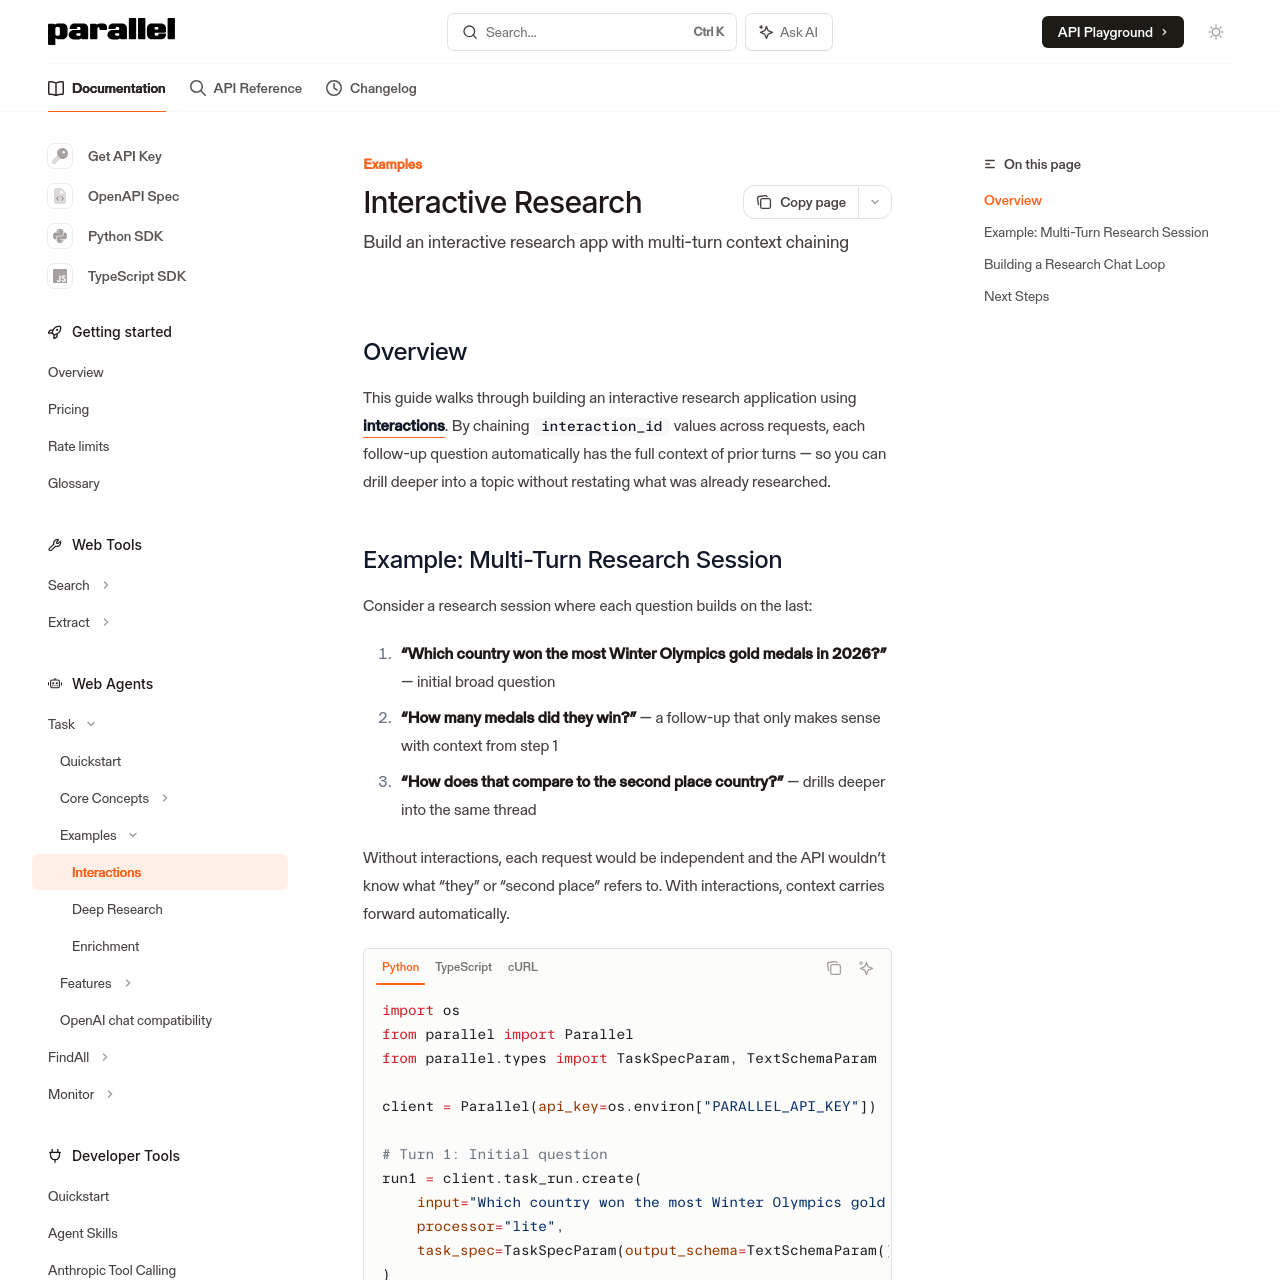 parallel
Search...
Ctrl K
Ask AI
API Playground
Documentation
API Reference
Changelog
Get API Key
OpenAPI Spec
Python SDK
TypeScript SDK
Getting started
Overview
Pricing
Rate limits
Glossary
Web Tools
Search
Extract
Web Agents
Task
Quickstart
Core Concepts
Examples
Interactions
Deep Research
Enrichment
Features
OpenAI chat compatibility
FindAll
Monitor
Developer Tools
Quickstart
Agent Skills
Anthropic Tool Calling
Examples
Interactive Research
Copy page
Build an interactive research app with multi-turn context chaining
Overview
This guide walks through building an interactive research application using
interactions. By chaining interaction_id values across requests, each
follow-up question automatically has the full context of prior turns — so you can
drill deeper into a topic without restating what was already researched.
Example: Multi-Turn Research Session
Consider a research session where each question builds on the last:
1. “Which country won the most Winter Olympics gold medals in 2026?”
— initial broad question
2. “How many medals did they win?” — a follow-up that only makes sense
with context from step 1
3. “How does that compare to the second place country?” — drills deeper
into the same thread
Without interactions, each request would be independent and the API wouldn’t
know what “they” or “second place” refers to. With interactions, context carries
forward automatically.
Python
TypeScript
cURL
import os
from parallel import Parallel
from parallel.types import TaskSpecParam, TextSchemaParam
client = Parallel(api_key=os.environ["PARALLEL_API_KEY"])
# Turn 1: Initial question
run1 = client.task_run.create(
input="Which country won the most Winter Olympics gold
processor="lite",
task_spec=TaskSpecParam(output_schema=TextSchemaParam()
)
On this page
Overview
Example: Multi-Turn Research Session
Building a Research Chat Loop
Next Steps